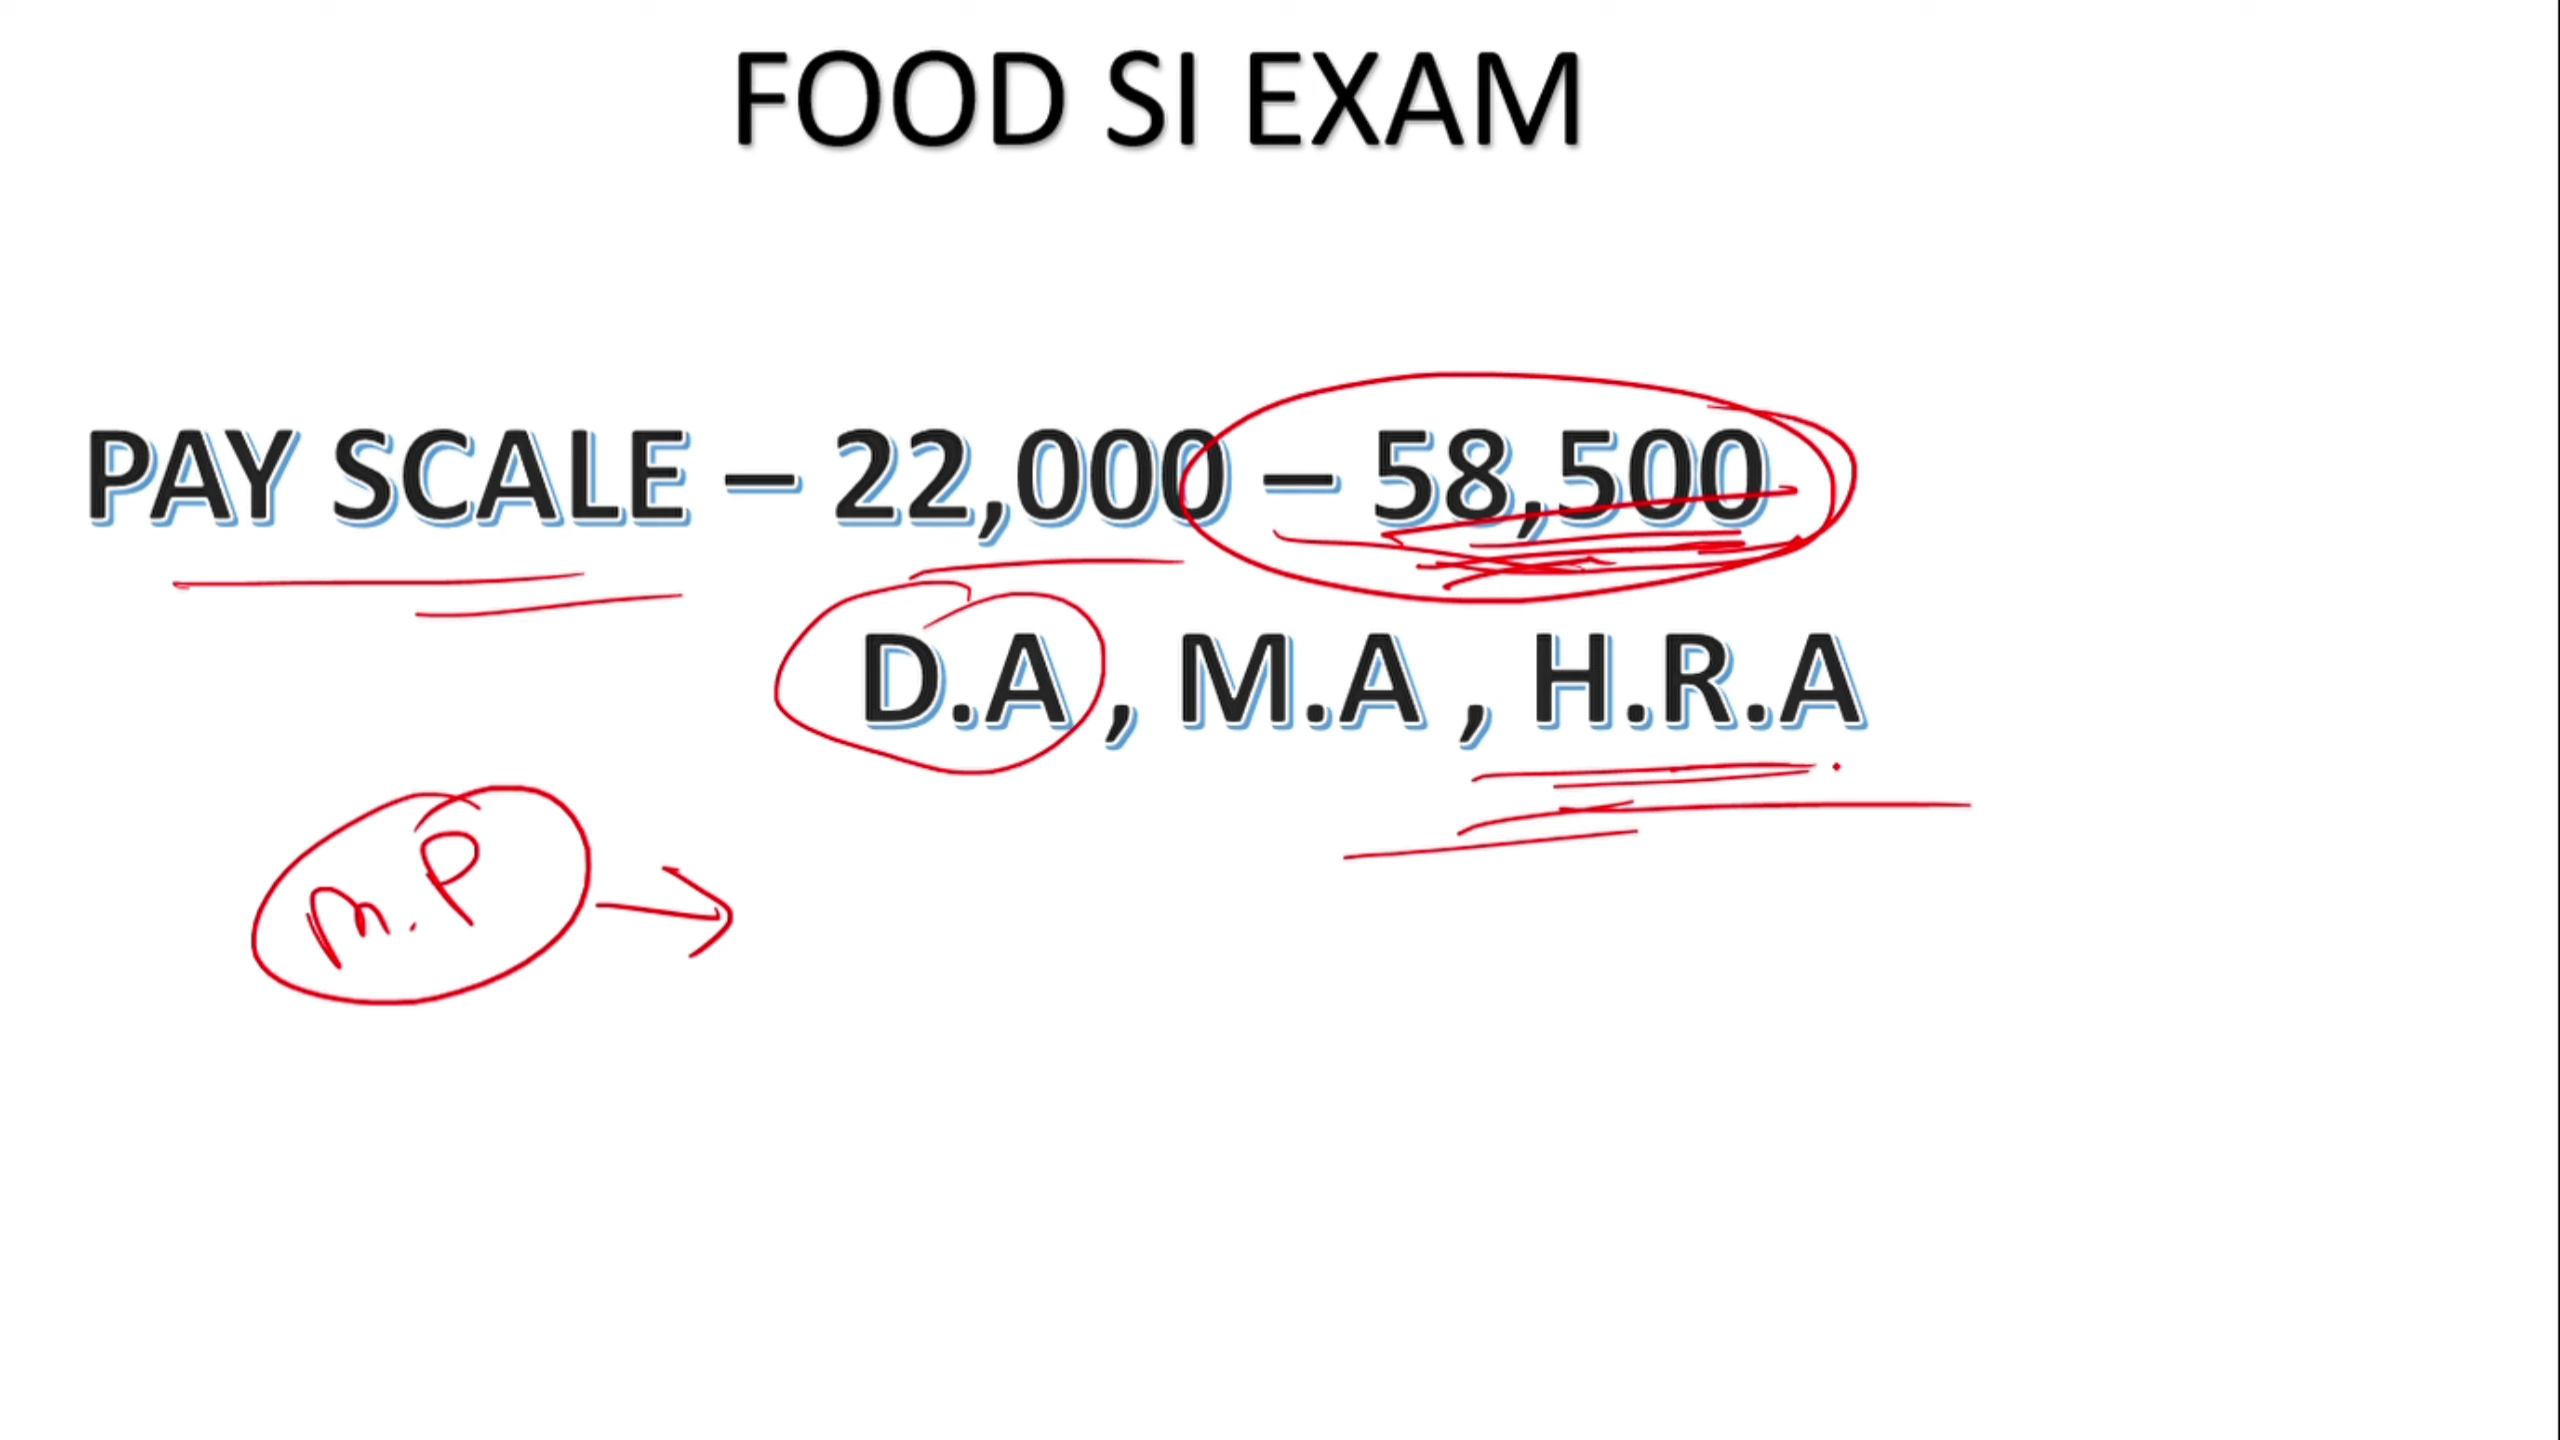 FOOD SI EXAM
PAY SCALE – 22,000 – 58,500
D.A , M.A , H.R.A
M.P